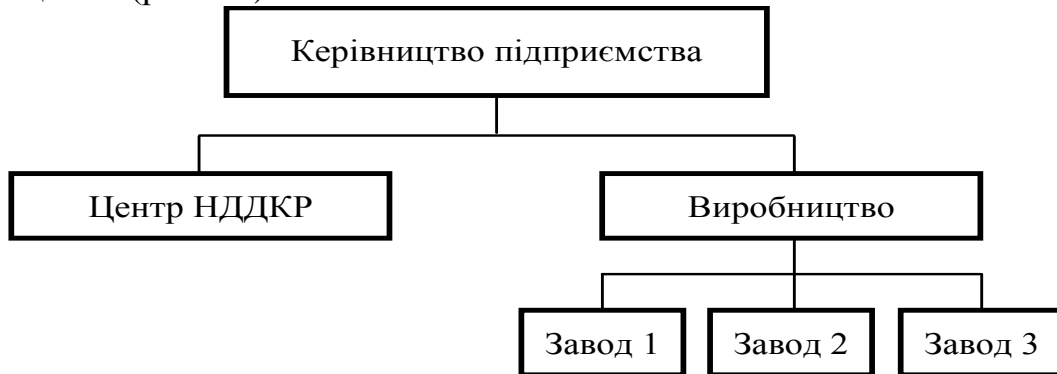 Керівництво підприємства
Центр НДДКР
Виробництво
Завод 1
Завод 2
Завод 3